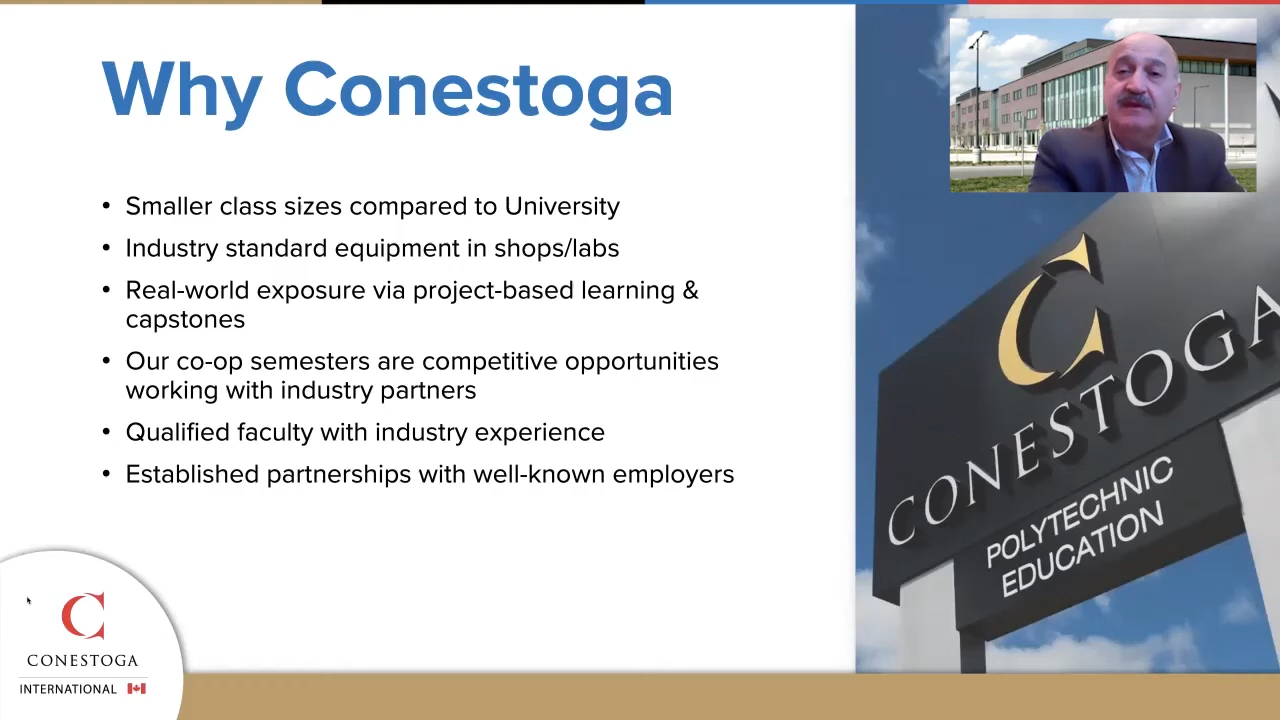 Why Conestoga
• Smaller class sizes compared to University
• Industry standard equipment in shops/labs
• Real-world exposure via project-based learning &
capstones
• Our co-op semesters are competitive opportunities
working with industry partners
• Qualified faculty with industry experience
• Established partnerships with well-known employers
C
CONESTOGA
POLYTECHNIC
EDUCATION
C
CONESTOGA
INTERNATIONAL